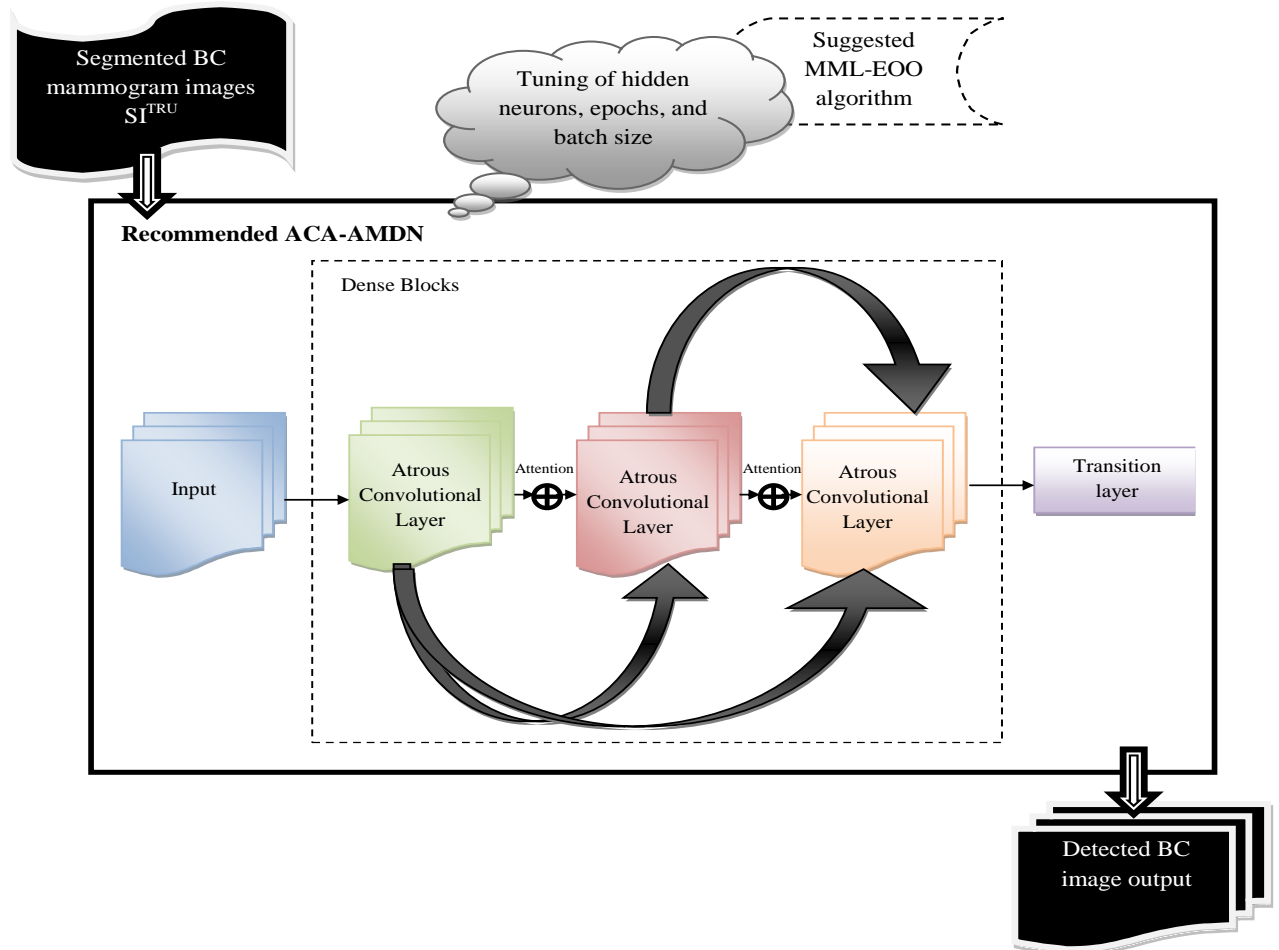 Segmented BC
mammogram images
SI^TRU
Tuning of hidden
neurons, epochs, and
batch size
Suggested
MML-EOO
algorithm
Recommended ACA-AMDN
Dense Blocks
Input
Atrous
Convolutional
Layer
Attention
Atrous
Convolutional
Layer
Attention
Atrous
Convolutional
Layer
Transition
layer
Detected BC
image output